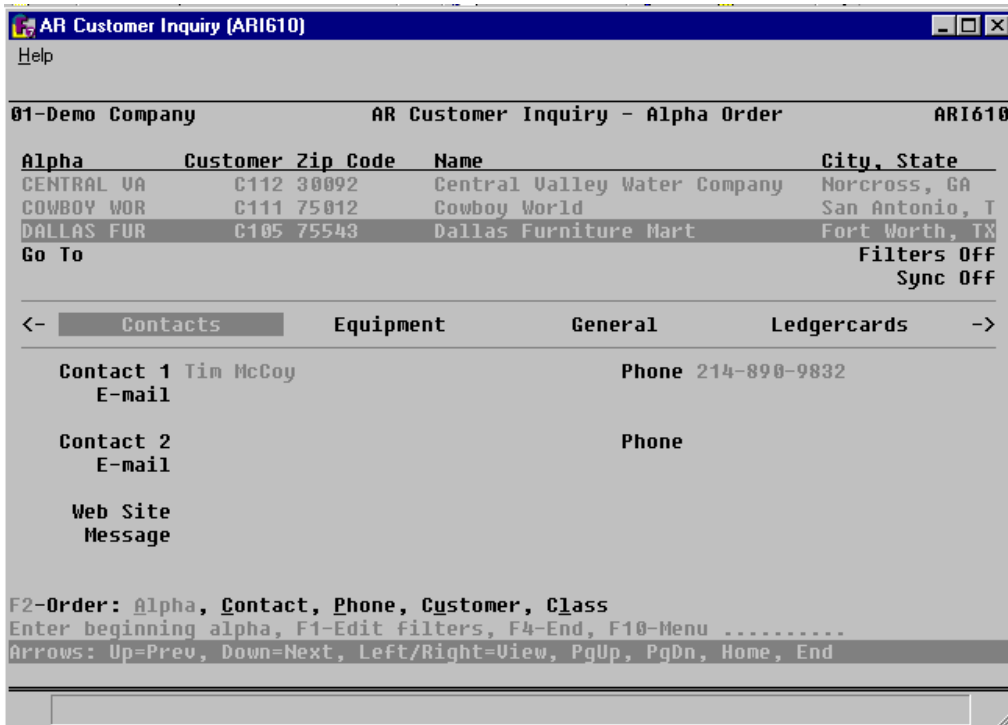 AR Customer Inquiry (ARI610)
Help
01-Demo Company AR Customer Inquiry - Alpha Order ARI610
Alpha Customer Zip Code Name City, State
CENTRAL VA C112 30092 Central Valley Water Company Norcross, GA
COWBOY WOR C111 75012 Cowboy World San Antonio, T
DALLAS FUR C105 75543 Dallas Furniture Mart Fort Worth, TX
Go To Filters Off
Sync Off
<- Contacts Equipment General Ledgercards ->
Contact 1 Tim McCoy Phone 214-890-9832
E-mail
Contact 2 Phone
E-mail
Web Site
Message
F2-Order: Alpha, Contact, Phone, Customer, Class
Enter beginning alpha, F1-Edit filters, F4-End, F10-Menu ..........
Arrows: Up=Prev, Down=Next, Left/Right=View, PgUp, PgDn, Home, End